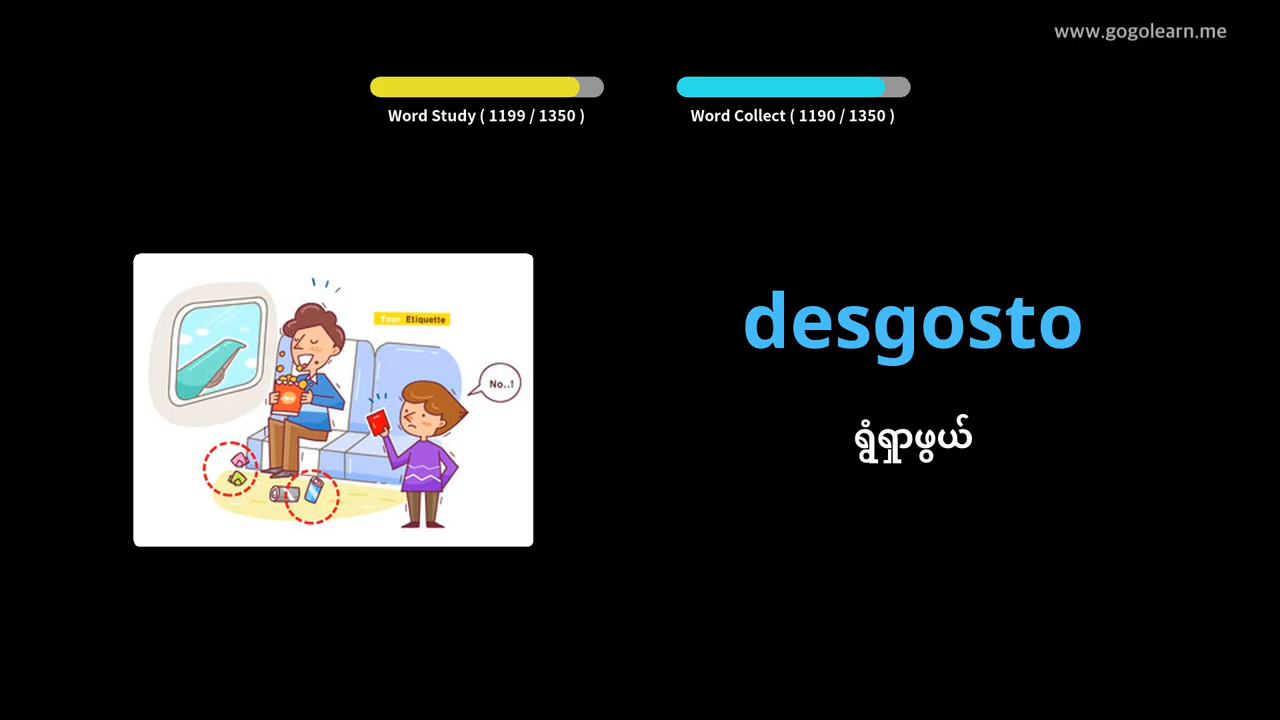 www.gogolearn.me
Word Study ( 1199 / 1350 )
Word Collect ( 1190 / 1350 )
Your Etiquette
No..!
desgosto
ရွံရှာဖွယ်